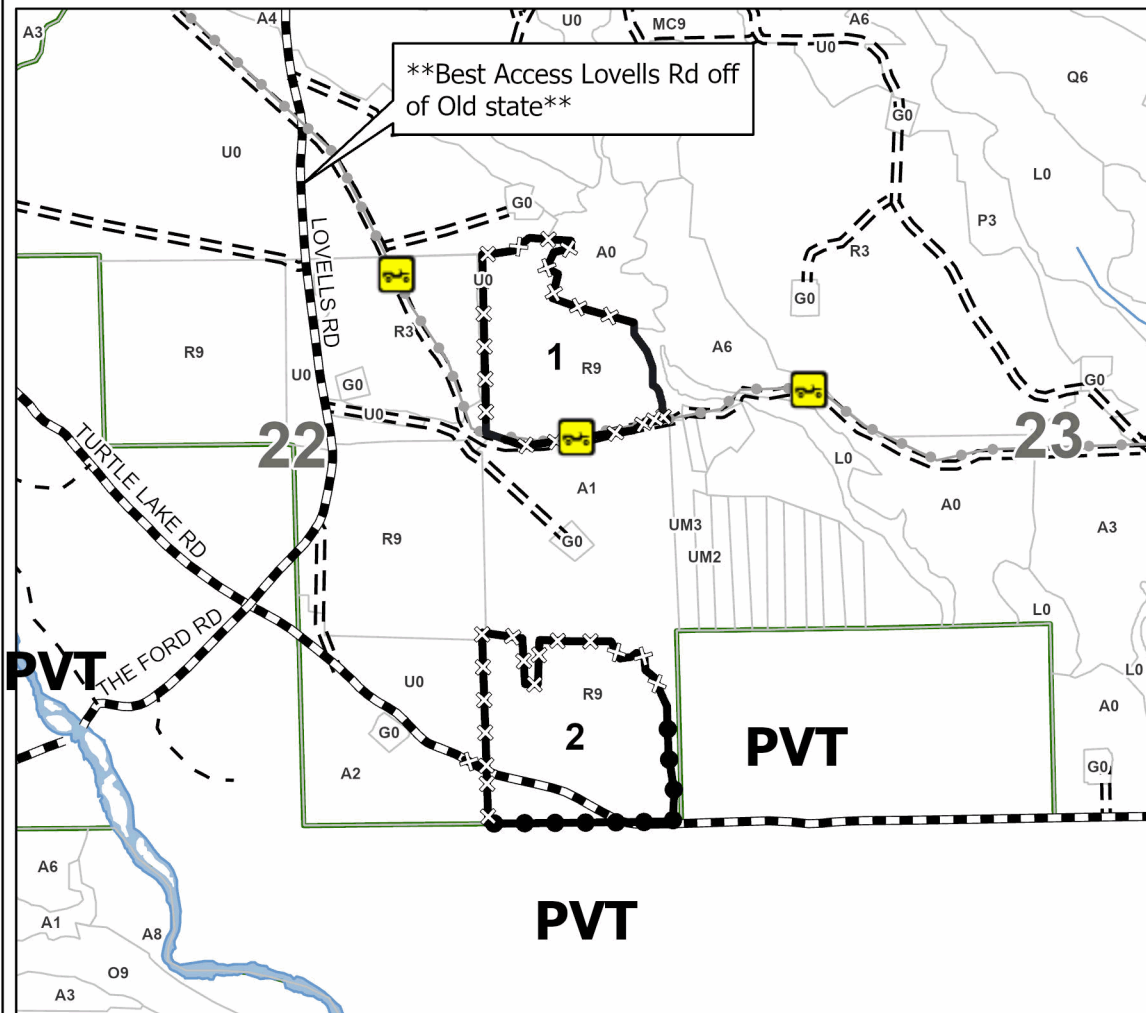 A4
U0
MC9
A6
A3
U0
**Best Access Lovells Rd off
of Old state**
Q6
G0
U0
L0
G0
P3
A0
R3
LOVELLS RD
U0
G0
R3
1
R9
A6
R9
U0
G0
G0
U0
22
23
L0
TURTLE LAKE RD
A1
A0
UM3
A3
R9
G0
UM2
L0
THE FORD RD
PVT
L0
U0
R9
A0
G0
2
PVT
G0
A2
A6
PVT
A1
A8
O9
A3